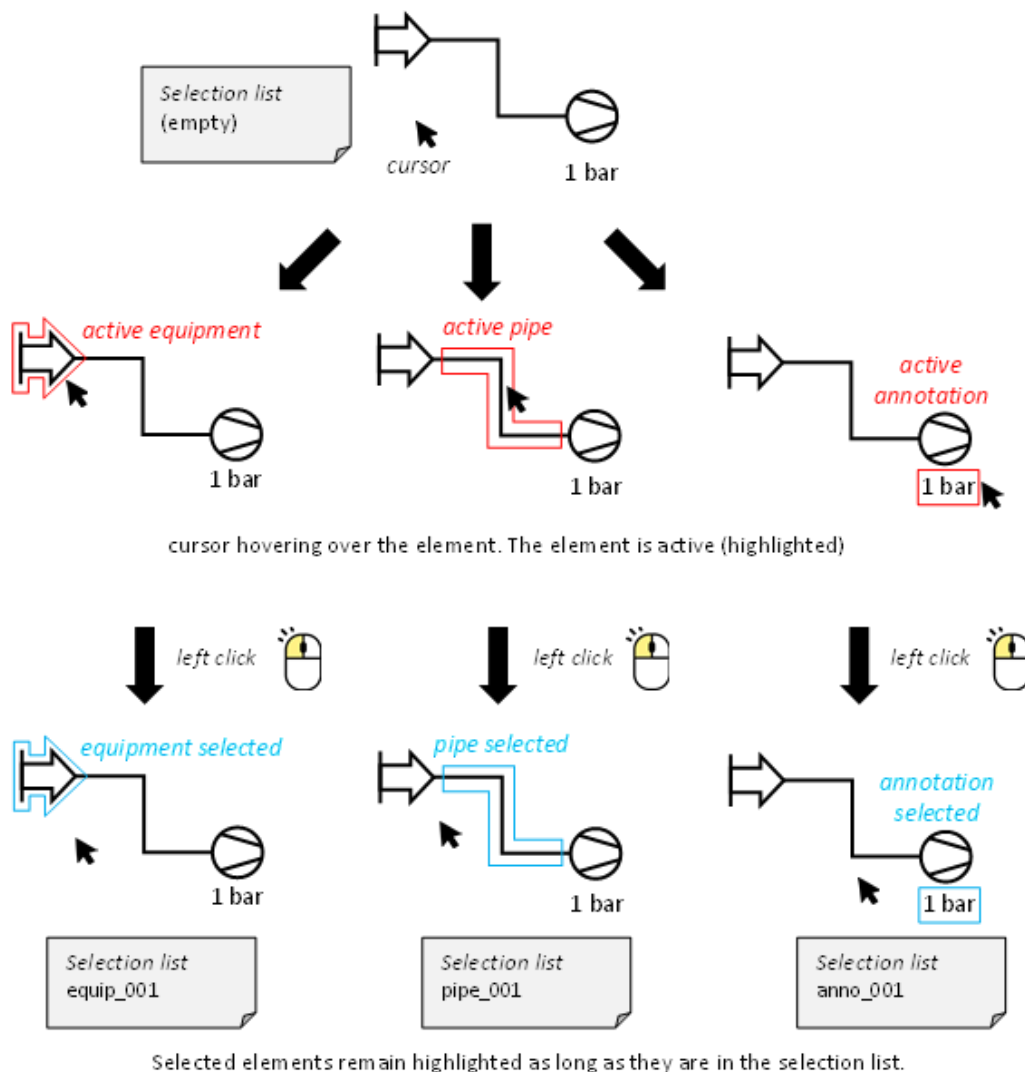 Selection list
(empty)
cursor
1 bar
active equipment
active pipe
active
annotation
1 bar
1 bar
1 bar
cursor hovering over the element. The element is active (highlighted)
left click
left click
left click
equipment selected
pipe selected
annotation
selected
1 bar
1 bar
1 bar
Selection list
equip_001
Selection list
pipe_001
Selection list
anno_001
Selected elements remain highlighted as long as they are in the selection list.